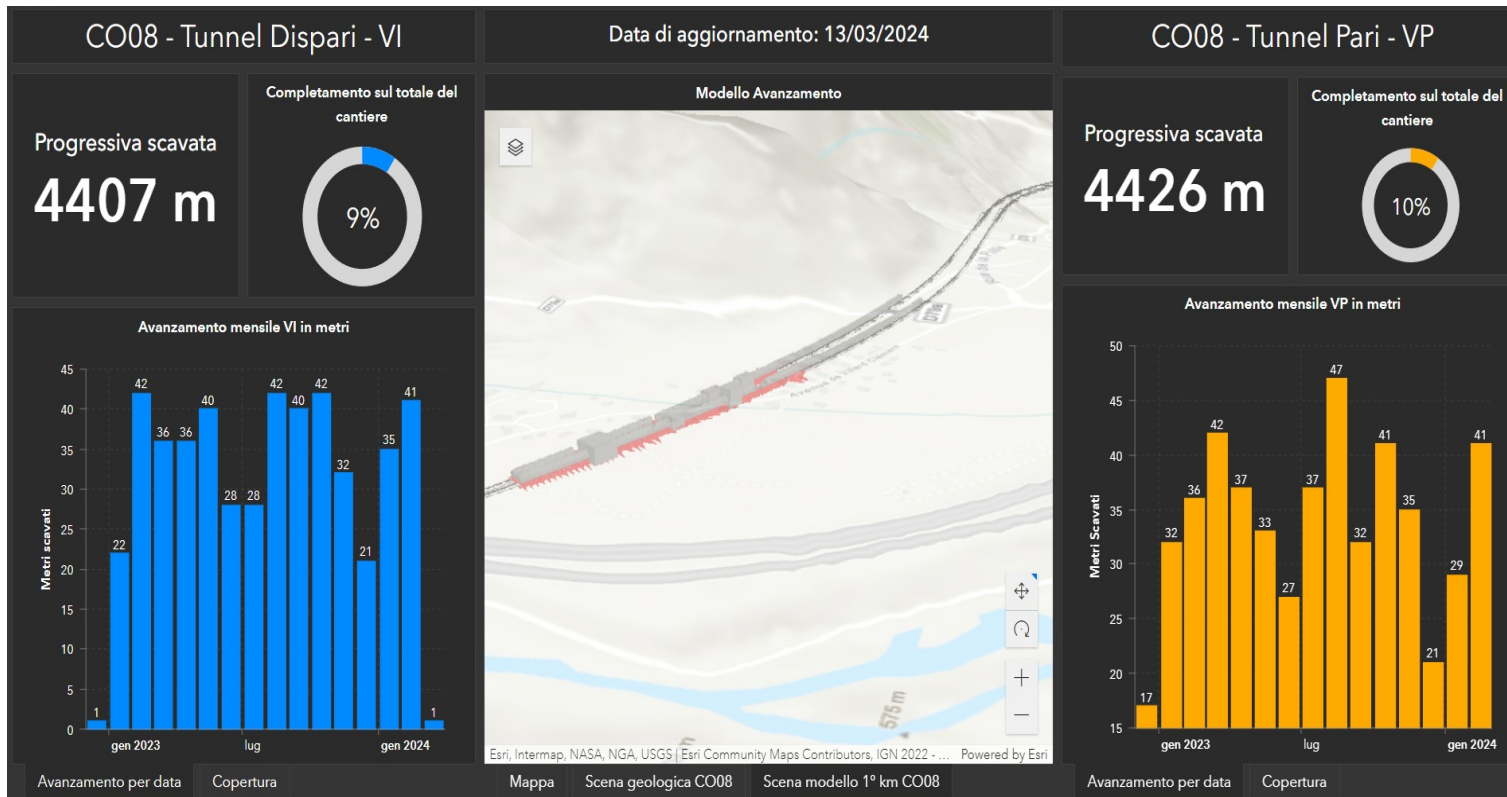 CO08 - Tunnel Dispari - VI
Progressiva scavata
4407 m
Completamento sul totale del
cantiere
9%
Avanzamento mensile VI in metri
Metri scavati
45
40
35
30
25
20
15
10
5
0
1
22
42
36
36
40
28
28
42
40
42
32
21
35
41
1
gen 2023
lug
gen 2024
Avanzamento per data
Copertura
Data di aggiornamento: 13/03/2024
Modello Avanzamento
575 m
Esri, Intermap, NASA, NGA, USGS | Esri Community Maps Contributors, IGN 2022 - ...
Powered by Esri
Mappa
Scena geologica CO08
Scena modello 1° km CO08
CO08 - Tunnel Pari - VP
Progressiva scavata
4426 m
Completamento sul totale del
cantiere
10%
Avanzamento mensile VP in metri
Metri Scavati
50
45
40
35
30
25
20
15
17
32
36
42
37
33
27
37
47
32
41
35
21
29
41
gen 2023
lug
gen 2024
Avanzamento per data
Copertura